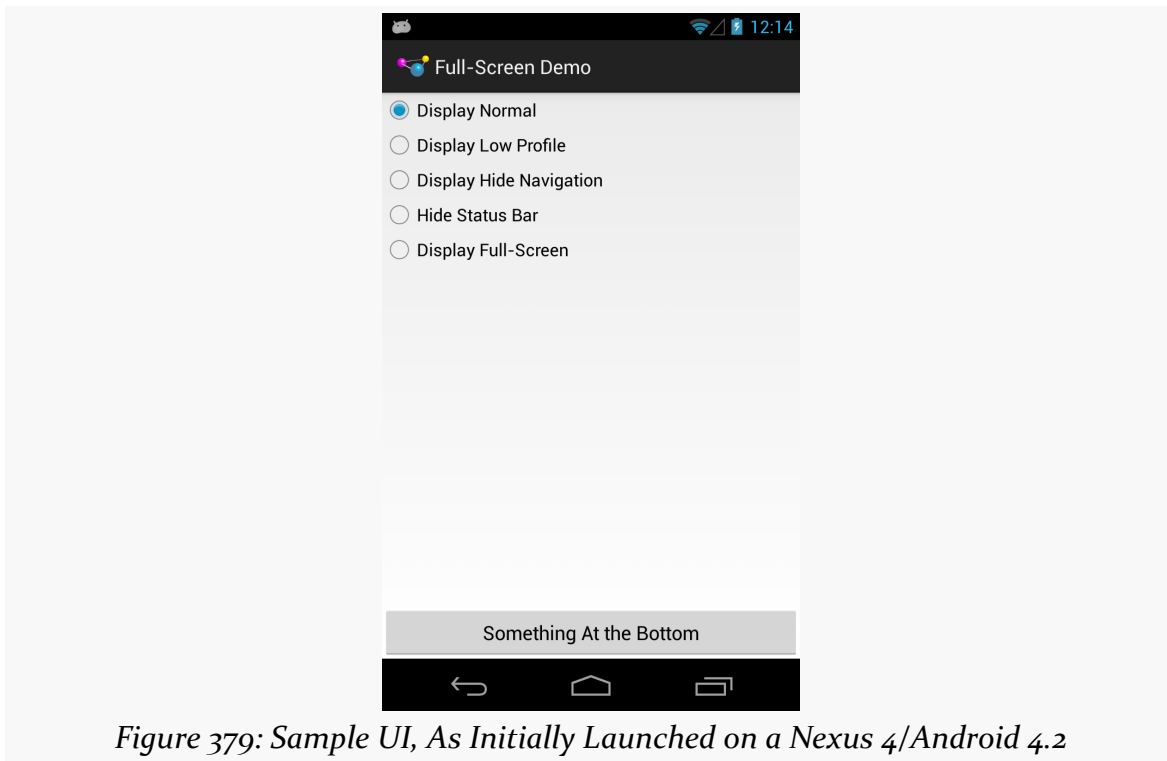 12:14
Full-Screen Demo
Display Normal
Display Low Profile
Display Hide Navigation
Hide Status Bar
Display Full-Screen
Something At the Bottom
Figure 379: Sample UI, As Initially Launched on a Nexus 4/Android 4.2